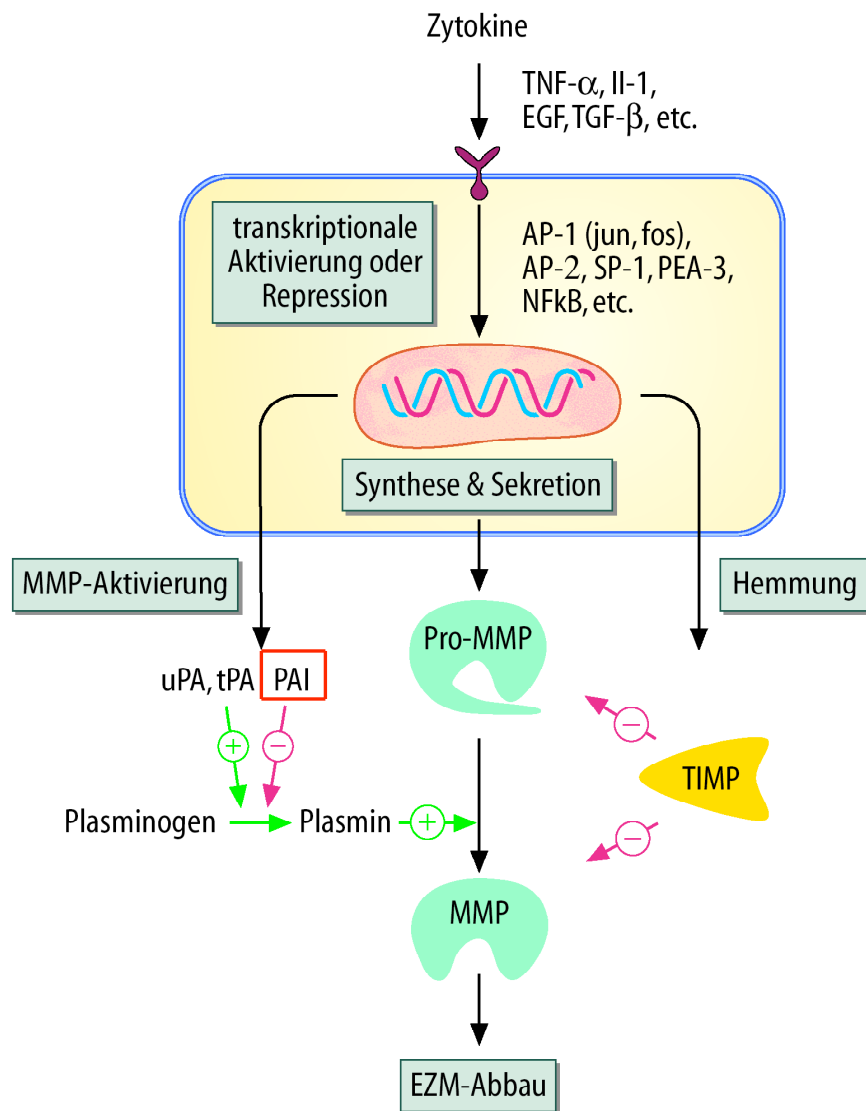 Zytokine
TNF-α, Il-1,
EGF, TGF-β, etc.
transkriptionale
Aktivierung oder
Repression
AP-1 (jun, fos),
AP-2, SP-1, PEA-3,
NFkB, etc.
Synthese & Sekretion
MMP-Aktivierung
Hemmung
Pro-MMP
uPA, tPA PAI
+ −
−
TIMP
Plasminogen Plasmin +
−
MMP
EZM-Abbau